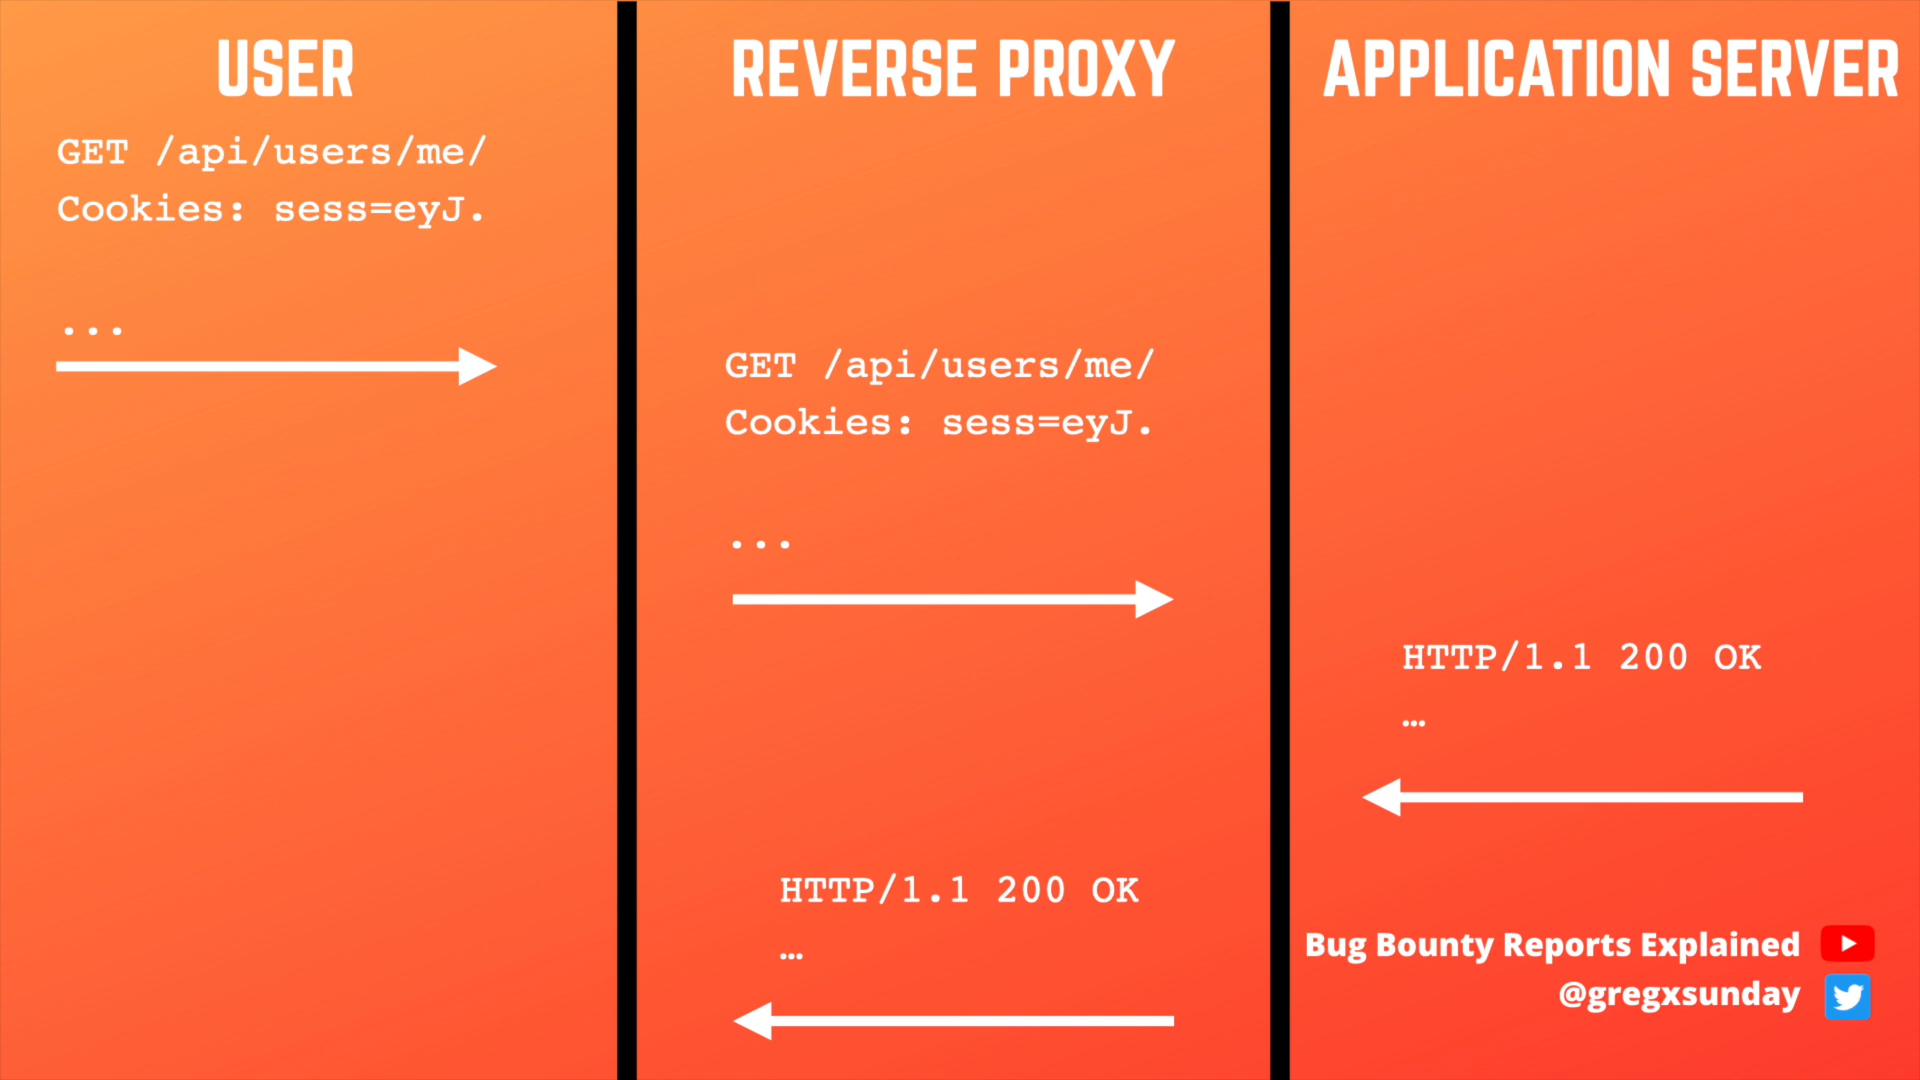 USER
GET /api/users/me/
Cookies: sess=eyJ.
...
REVERSE PROXY
GET /api/users/me/
Cookies: sess=eyJ.
...
HTTP/1.1 200 OK
…
APPLICATION SERVER
HTTP/1.1 200 OK
…
Bug Bounty Reports Explained
@gregxsunday